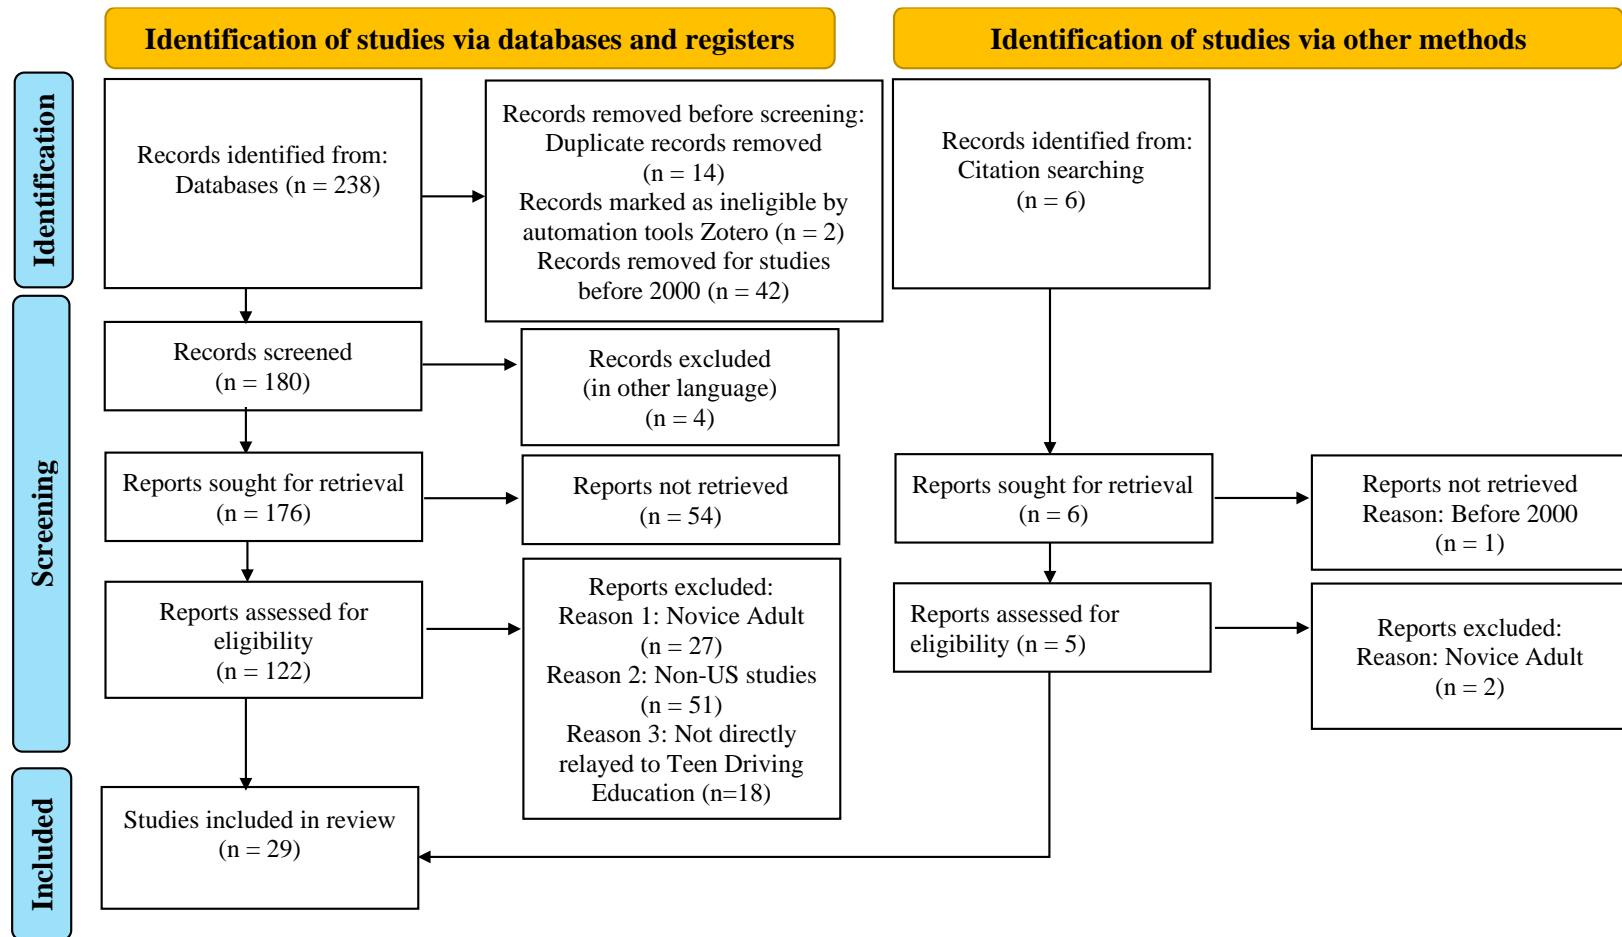 Identification of studies via databases and registers
Identification of studies via other methods
Identification
Records identified from:
Databases (n = 238)
Records removed before screening:
Duplicate records removed
(n = 14)
Records marked as ineligible by
automation tools Zotero (n = 2)
Records removed for studies
before 2000 (n = 42)
Records identified from:
Citation searching
(n = 6)
Screening
Records screened
(n = 180)
Records excluded
(in other language)
(n = 4)
Reports sought for retrieval
(n = 176)
Reports not retrieved
(n = 54)
Reports sought for retrieval
(n = 6)
Reports not retrieved
Reason: Before 2000
(n = 1)
Reports assessed for
eligibility
(n = 122)
Reports excluded:
Reason 1: Novice Adult
(n = 27)
Reason 2: Non-US studies
(n = 51)
Reason 3: Not directly
relayed to Teen Driving
Education (n=18)
Reports assessed for
eligibility (n = 5)
Reports excluded:
Reason: Novice Adult
(n = 2)
Included
Studies included in review
(n = 29)